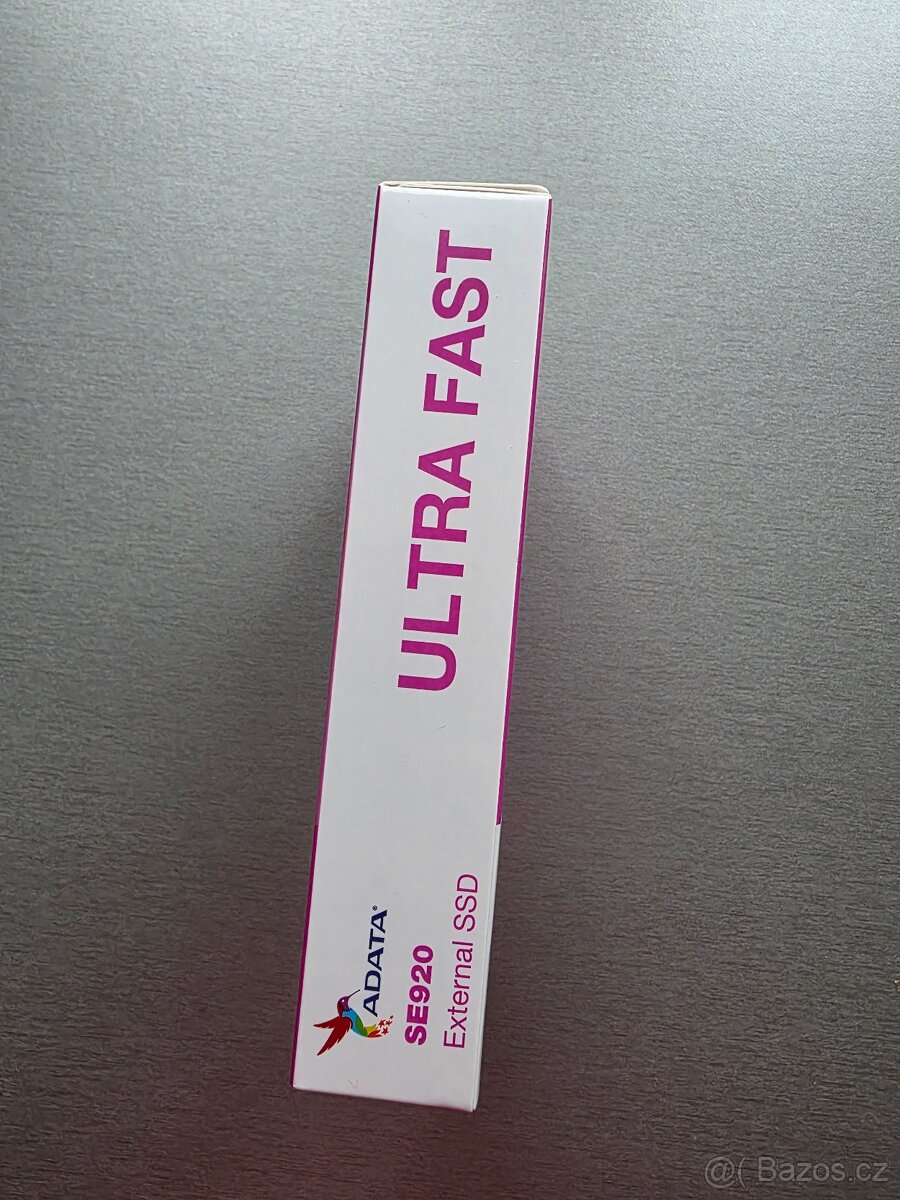 ULTRA FAST
ADATA®
SE920
External SSD
@( Bazos.cz